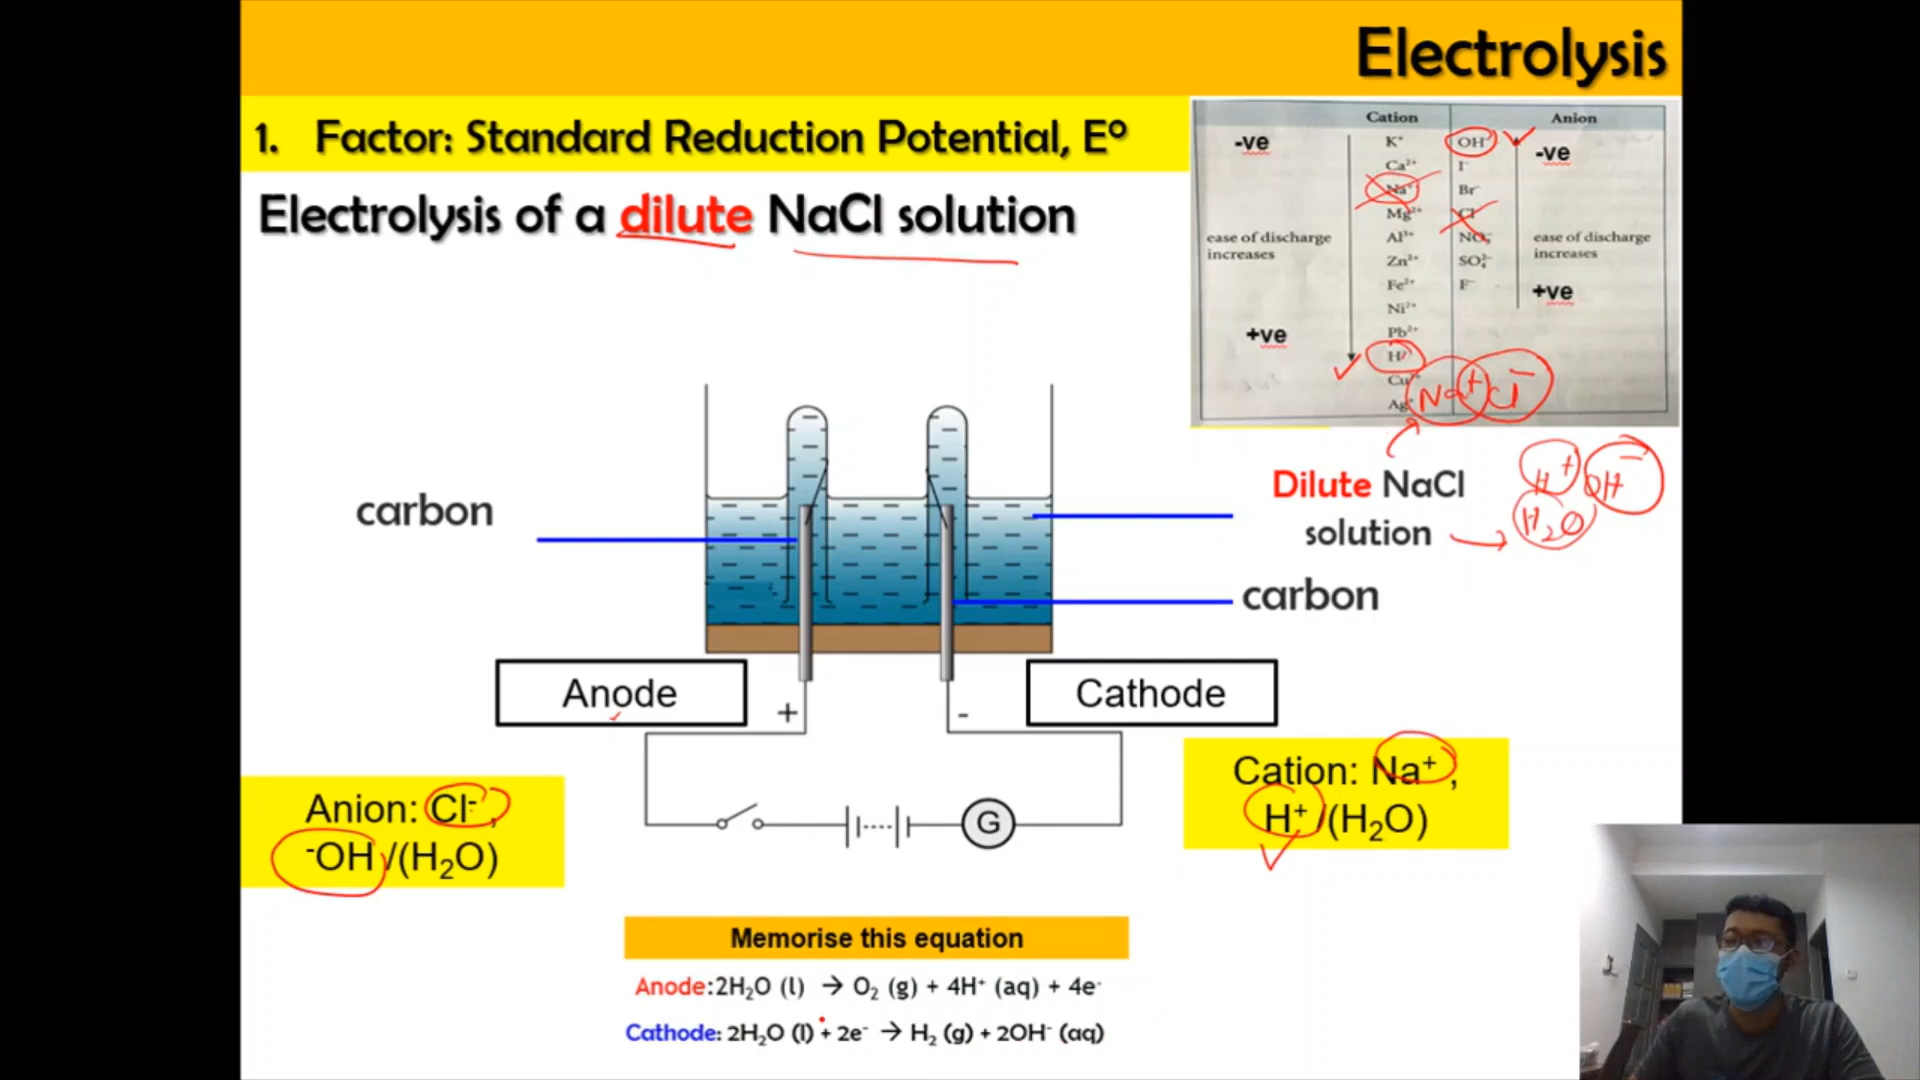 Electrolysis
1. Factor: Standard Reduction Potential, E°
Electrolysis of a dilute NaCl solution
Cation
Anion
-ve
-ve
K⁺
OH⁻
Ca²⁺
I⁻
Na⁺
Br⁻
Mg²⁺
Cl⁻
ease of discharge
increases
Al³⁺
NO₃⁻
ease of discharge
increases
Zn²⁺
SO₄²⁻
Fe²⁺
F⁻
+ve
Ni²⁺
+ve
Pb²⁺
H⁺
Cu²⁺
Ag⁺
Na⁺ Cl⁻
Dilute NaCl
solution
H⁺ OH⁻
H₂O
carbon
carbon
Anode
+
-
Cathode
Anion: Cl⁻,
⁻OH/(H₂O)
Cation: Na⁺,
H⁺/(H₂O)
G
Memorise this equation
Anode:2H₂O (l) → O₂ (g) + 4H⁺ (aq) + 4e⁻
Cathode: 2H₂O (l) + 2e⁻ → H₂ (g) + 2OH⁻ (aq)